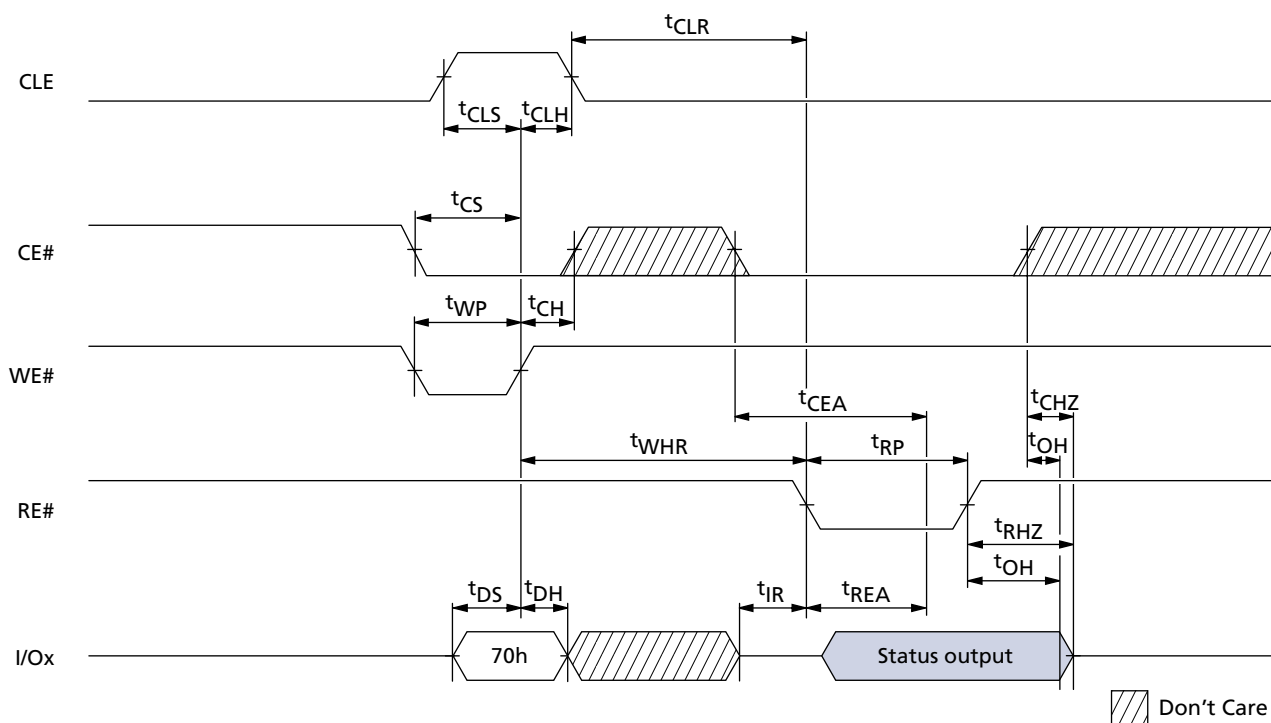 tCLR
CLE
tCLS tCLH
tCS
CE#
tWP tCH
WE#
tCEA tCHZ
tWHR tRP tOH
RE#
tRHZ
tOH
tDS tDH tIR tREA
I/Ox 70h Status output
Don't Care